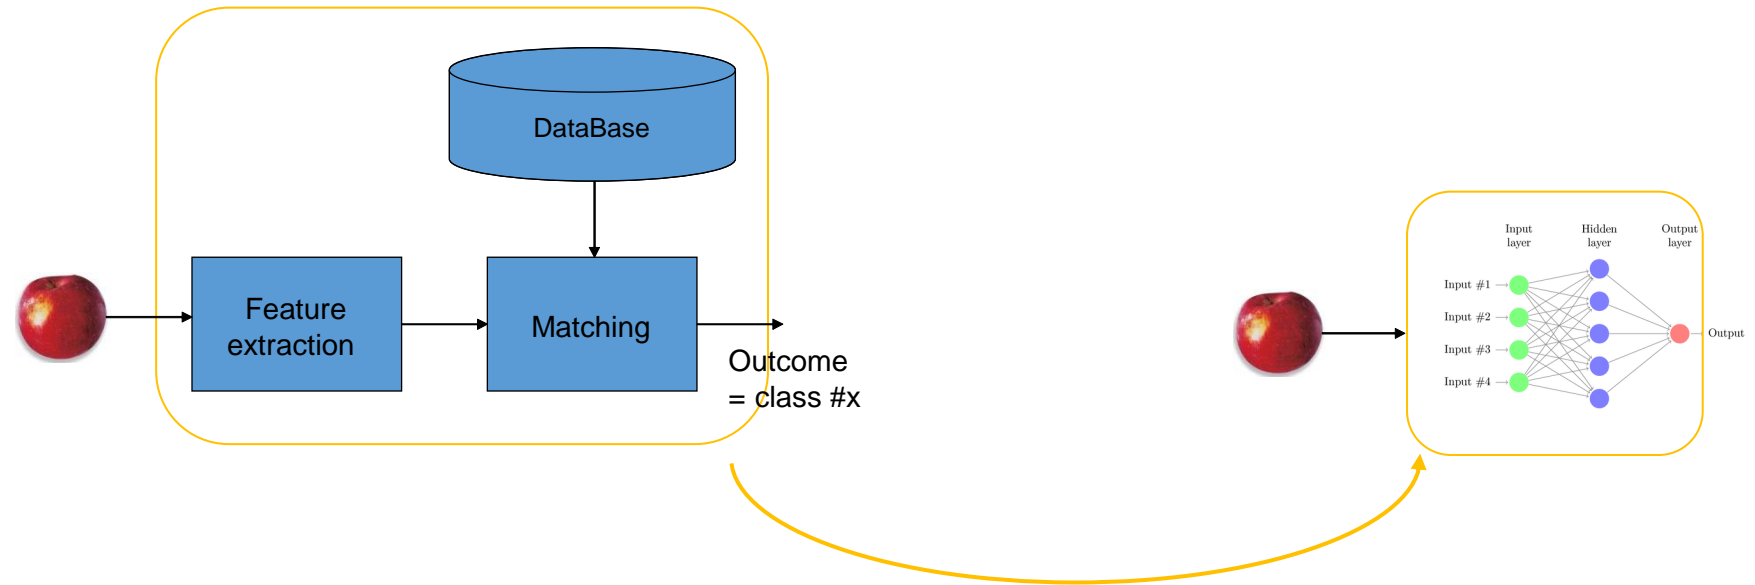 DataBase
Feature
extraction
Matching
Outcome
= class #x
Input
layer
Hidden
layer
Output
layer
Input #1
Input #2
Input #3
Input #4
Output